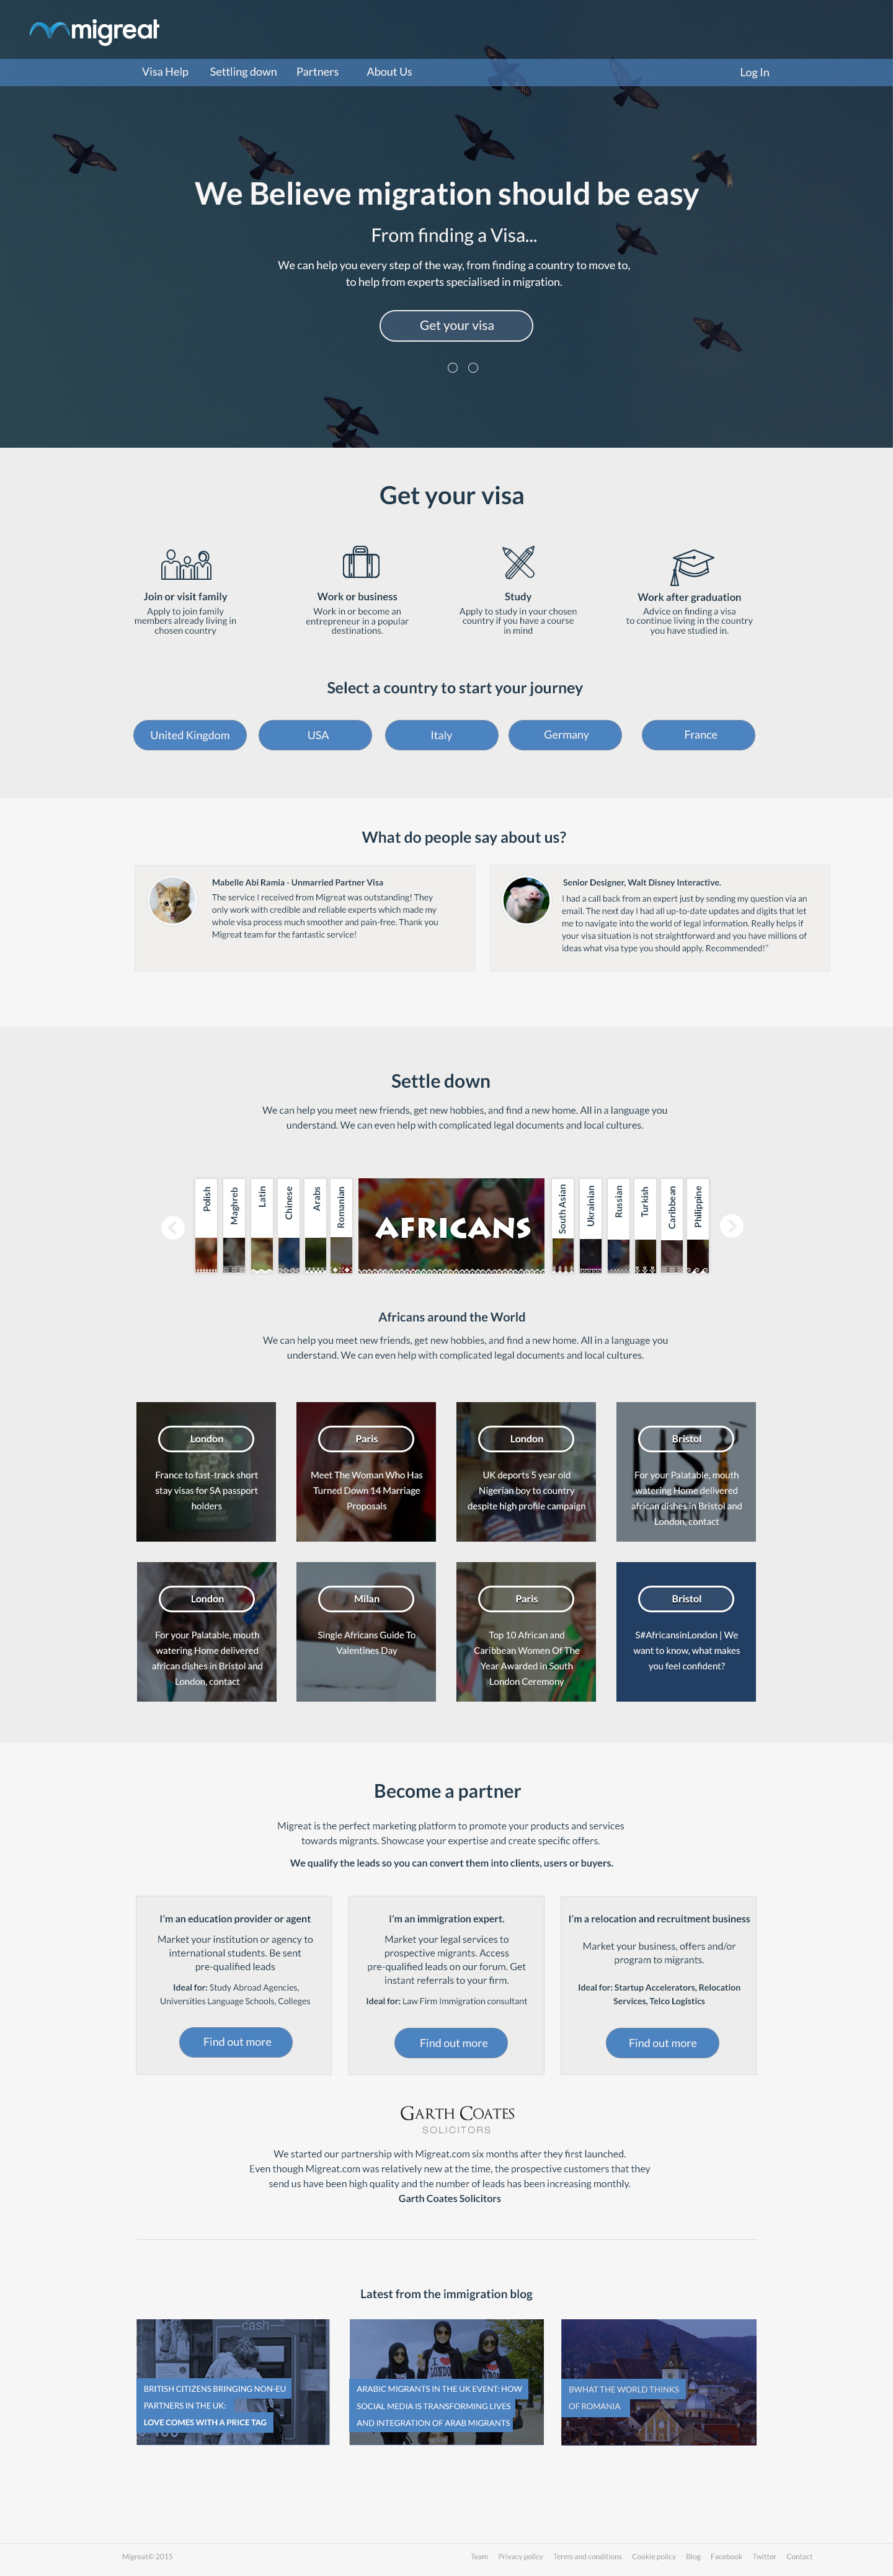 migreat
Visa Help Settling down Partners About Us Log In
We Believe migration should be easy
From finding a Visa...
We can help you every step of the way, from finding a country to move to,
to help from experts specialised in migration.
Get your visa
Get your visa
Join or visit family
Apply to join family
members already living in
chosen country
Work or business
Work in or become an
entrepreneur in a popular
destinations.
Study
Apply to study in your chosen
country if you have a course
in mind
Work after graduation
Advice on finding a visa
to continue living in the country
you have studied in.
Select a country to start your journey
United Kingdom
USA
Italy
Germany
France
What do people say about us?
Mabelle Abi Ramia - Unmarried Partner Visa
The service I received from Migreat was outstanding! They
only work with credible and reliable experts which made my
whole visa process much smoother and pain-free. Thank you
Migreat team for the fantastic service!
Senior Designer, Walt Disney Interactive.
I had a call back from an expert just by sending my question via an
email. The next day I had all up-to-date updates and digits that let
me to navigate into the world of legal information. Really helps if
your visa situation is not straightforward and you have millions of
ideas what visa type you should apply. Recommended!"
Settle down
We can help you meet new friends, get new hobbies, and find a new home. All in a language you
understand. We can even help with complicated legal documents and local cultures.
Polish
Maghreb
Latin
Chinese
Arabs
Romanian
AFRICANS
South Asian
Ukrainian
Russian
Turkish
Caribbean
Philippine
Africans around the World
We can help you meet new friends, get new hobbies, and find a new home. All in a language you
understand. We can even help with complicated legal documents and local cultures.
London
France to fast-track short
stay visas for SA passport
holders
Paris
Meet The Woman Who Has
Turned Down 14 Marriage
Proposals
London
UK deports 5 year old
Nigerian boy to country
despite high profile campaign
Bristol
For your Palatable, mouth
watering Home delivered
african dishes in Bristol and
London, contact
KITCHEN
London
For your Palatable, mouth
watering Home delivered
african dishes in Bristol and
London, contact
Milan
Single Africans Guide To
Valentines Day
Paris
Top 10 African and
Caribbean Women Of The
Year Awarded in South
London Ceremony
Bristol
S#AfricansinLondon | We
want to know, what makes
you feel confident?
Become a partner
Migreat is the perfect marketing platform to promote your products and services
towards migrants. Showcase your expertise and create specific offers.
We qualify the leads so you can convert them into clients, users or buyers.
I'm an education provider or agent
Market your institution or agency to
international students. Be sent
pre-qualified leads
Ideal for: Study Abroad Agencies,
Universities Language Schools, Colleges
Find out more
I'm an immigration expert.
Market your legal services to
prospective migrants. Access
pre-qualified leads on our forum. Get
instant referrals to your firm.
Ideal for: Law Firm Immigration consultant
Find out more
I'm a relocation and recruitment business
Market your business, offers and/or
program to migrants.
Ideal for: Startup Accelerators, Relocation
Services, Telco Logistics
Find out more
GARTH COATES
SOLICITORS
We started our partnership with Migreat.com six months after they first launched.
Even though Migreat.com was relatively new at the time, the prospective customers that they
send us have been high quality and the number of leads has been increasing monthly.
Garth Coates Solicitors
Latest from the immigration blog
cash
BRITISH CITIZENS BRINGING NON-EU
PARTNERS IN THE UK:
LOVE COMES WITH A PRICE TAG
I
LONDON
ARABIC MIGRANTS IN THE UK EVENT: HOW
SOCIAL MEDIA IS TRANSFORMING LIVES
AND INTEGRATION OF ARAB MIGRANTS
BWHAT THE WORLD THINKS
OF ROMANIA
Migreat© 2015
Team Privacy policy Terms and conditions Cookie policy Blog Facebook Twitter Contact